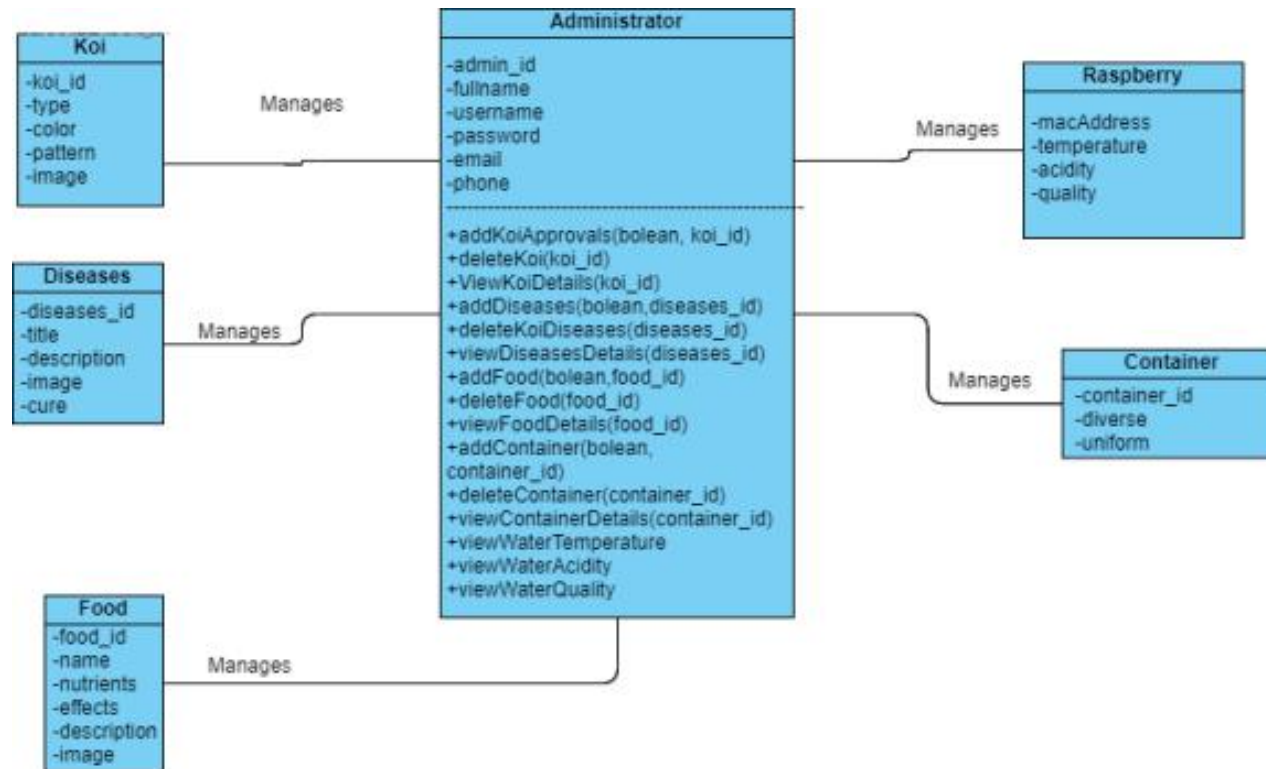 Koi
-koi_id
-type
-color
-pattern
-image
Manages
Diseases
-diseases_id
-title
-description
-image
-cure
Manages
Food
-food_id
-name
-nutrients
-effects
-description
-image
Manages
Administrator
-admin_id
-fullname
-username
-password
-email
-phone
+addKoiApprovals(bolean, koi_id)
+deleteKoi(koi_id)
+ViewKoiDetails(koi_id)
+addDiseases(bolean,diseases_id)
+deleteKoiDiseases(diseases_id)
+viewDiseasesDetails(diseases_id)
+addFood(bolean,food_id)
+deleteFood(food_id)
+viewFoodDetails(food_id)
+addContainer(bolean,
container_id)
+deleteContainer(container_id)
+viewContainerDetails(container_id)
+viewWaterTemperature
+viewWaterAcidity
+viewWaterQuality
Manages
Raspberry
-macAddress
-temperature
-acidity
-quality
Manages
Container
-container_id
-diverse
-uniform